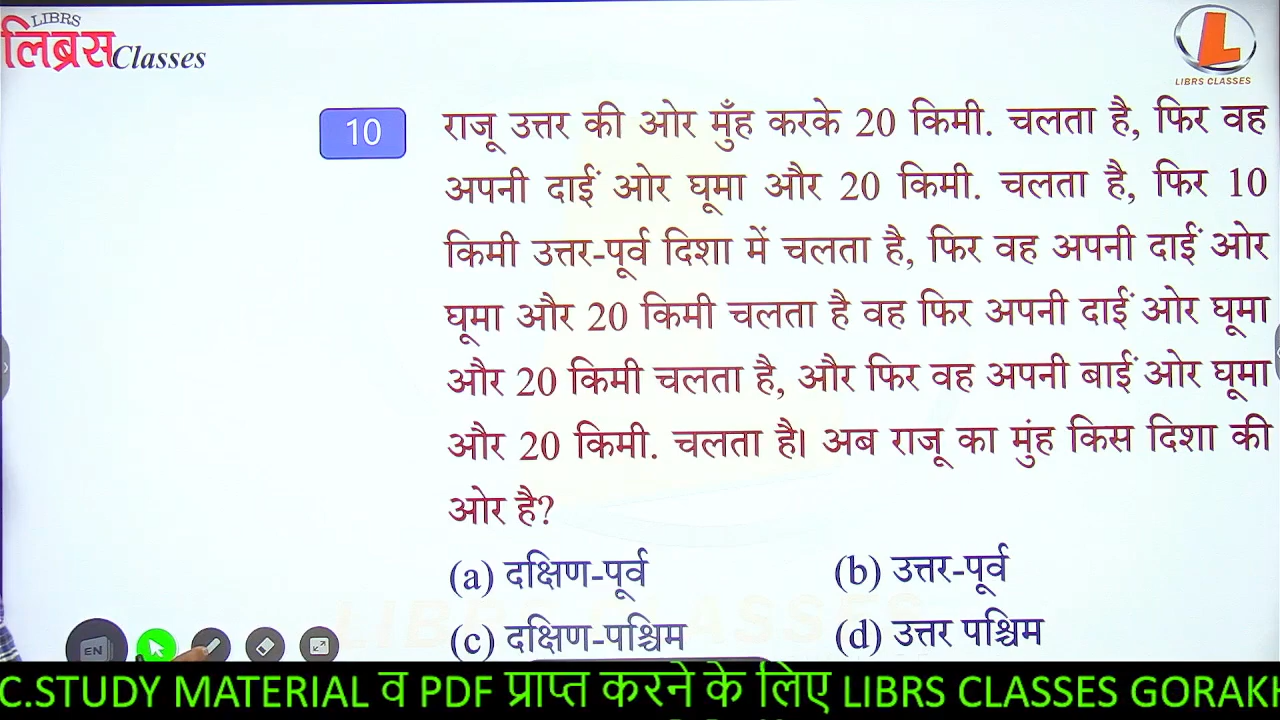 LIBRS
लिब्रस Classes
LIBRS CLASSES
10
राजू उत्तर की ओर मुँह करके 20 किमी. चलता है, फिर वह
अपनी दाईं ओर घूमा और 20 किमी. चलता है, फिर 10
किमी उत्तर-पूर्व दिशा में चलता है, फिर वह अपनी दाईं ओर
घूमा और 20 किमी चलता है वह फिर अपनी दाईं ओर घूमा
और 20 किमी चलता है, और फिर वह अपनी बाईं ओर घूमा
और 20 किमी. चलता है। अब राजू का मुंह किस दिशा की
ओर है?
(a) दक्षिण-पूर्व (b) उत्तर-पूर्व
(c) दक्षिण-पश्चिम (d) उत्तर पश्चिम
LIBRS CLASSES
EN
C.STUDY MATERIAL व PDF प्राप्त करने के लिए LIBRS CLASSES GORAKH